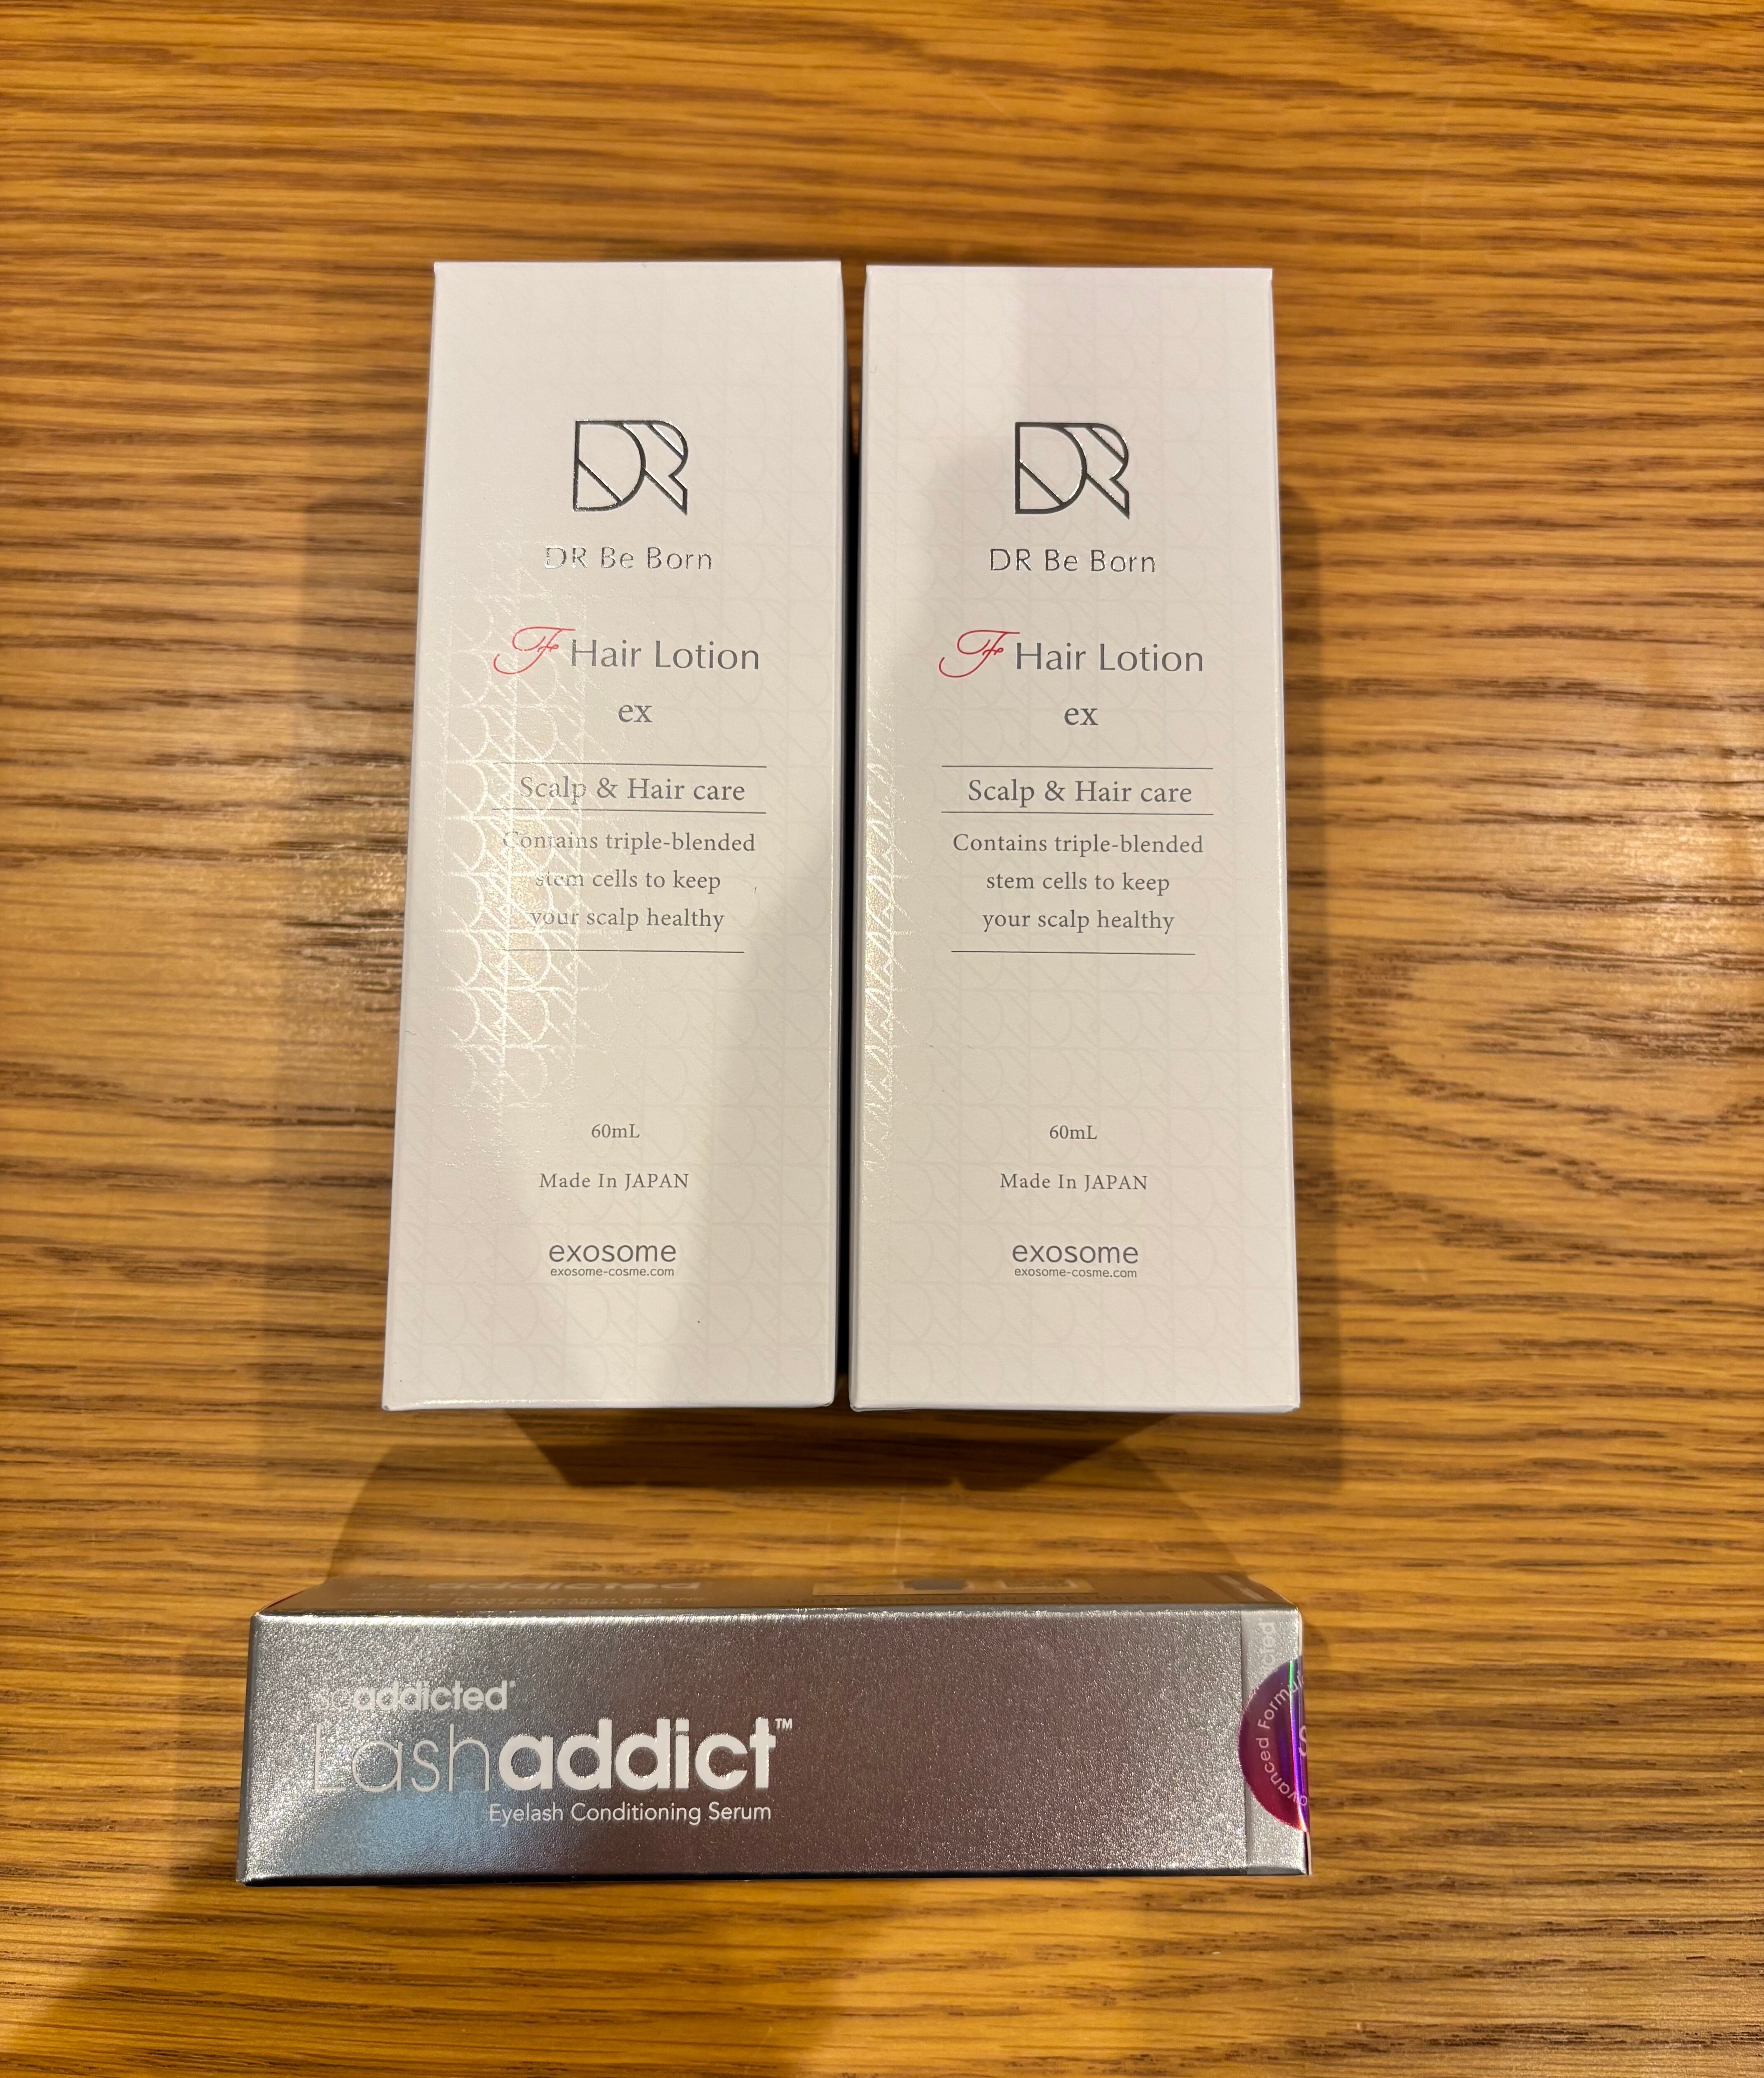 DR
DR Be Born
F Hair Lotion
ex
Scalp & Hair care
Contains triple-blended
stem cells to keep
your scalp healthy
60mL
Made In JAPAN
exosome
exosome-cosme.com
DR
DR Be Born
F Hair Lotion
ex
Scalp & Hair care
Contains triple-blended
stem cells to keep
your scalp healthy
60mL
Made In JAPAN
exosome
exosome-cosme.com
soaddicted®
Lashaddict™
Eyelash Conditioning Serum